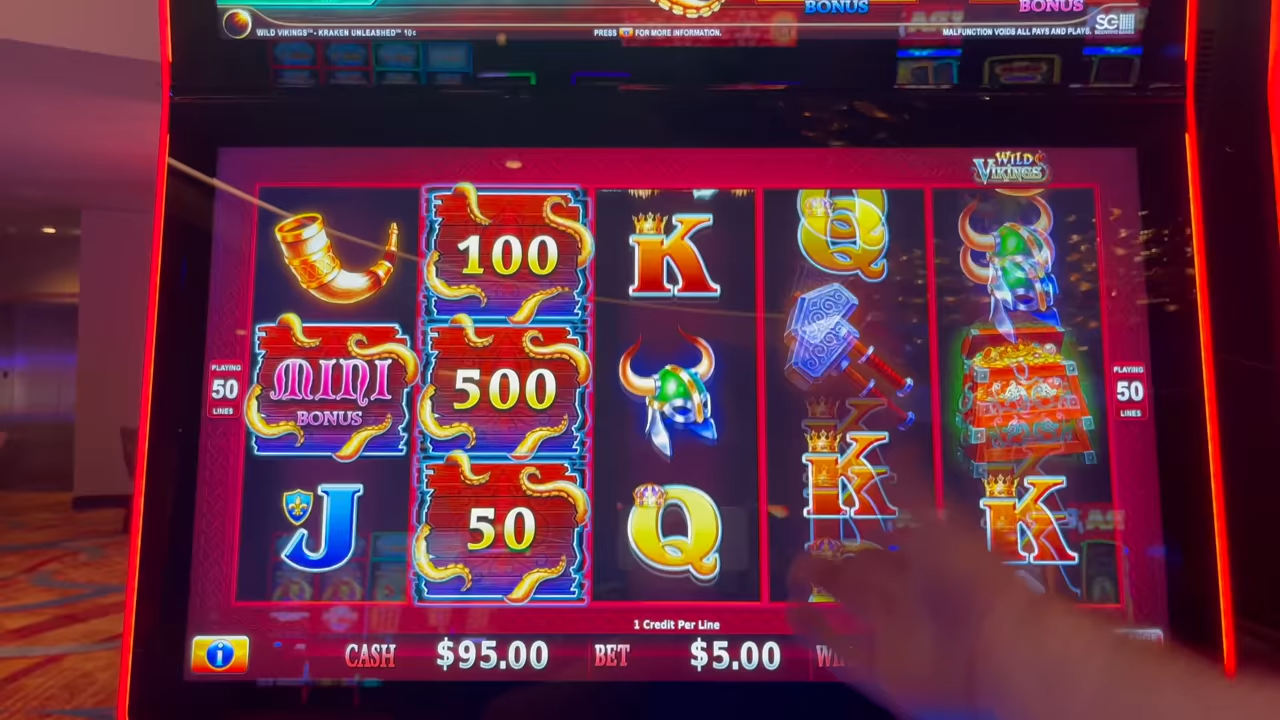 BONUS
BONUS
WILD VIKINGS™ - KRAKEN UNLEASHED™ 10¢
PRESS FOR MORE INFORMATION.
MALFUNCTION VOIDS ALL PAYS AND PLAYS.
SG
WILD
VIKINGS
100
K
Q
MINI
BONUS
500
PLAYING
50
LINES
PLAYING
50
LINES
J
50
Q
K
K
1 Credit Per Line
CASH
$95.00
BET
$5.00